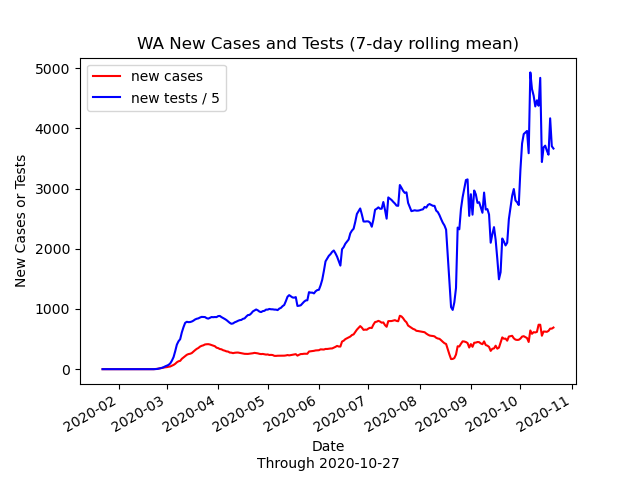 WA New Cases and Tests (7-day rolling mean)
new cases
new tests / 5
New Cases or Tests
5000
4000
3000
2000
1000
0
2020-02
2020-03
2020-04
2020-05
2020-06
2020-07
2020-08
2020-09
2020-10
2020-11
Date
Through 2020-10-27